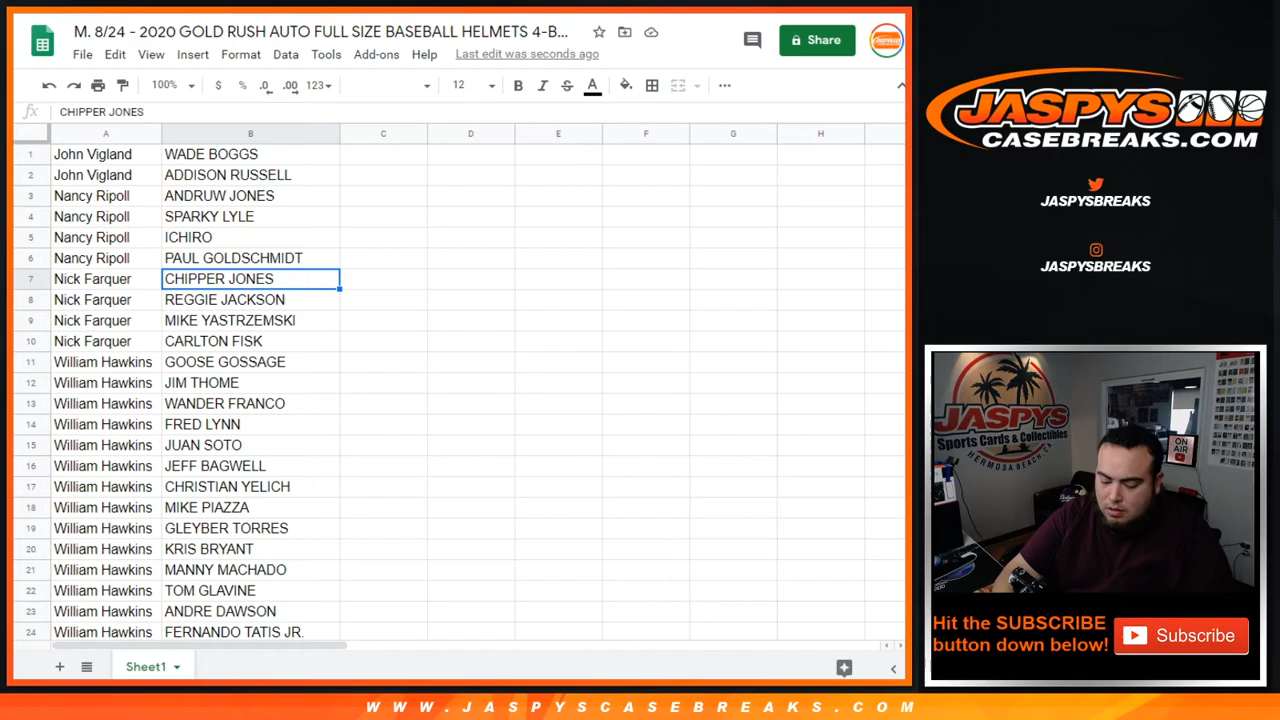 M. 8/24 - 2020 GOLD RUSH AUTO FULL SIZE BASEBALL HELMETS 4-B...
File Edit View Insert Format Data Tools Add-ons Help Last edit was seconds ago
Share
100% $ % .0 .00 123 12 B I S A
fx CHIPPER JONES
A B C D E F G H
1 John Vigland WADE BOGGS
2 John Vigland ADDISON RUSSELL
3 Nancy Ripoll ANDRUW JONES
4 Nancy Ripoll SPARKY LYLE
5 Nancy Ripoll ICHIRO
6 Nancy Ripoll PAUL GOLDSCHMIDT
7 Nick Farquer CHIPPER JONES
8 Nick Farquer REGGIE JACKSON
9 Nick Farquer MIKE YASTRZEMSKI
10 Nick Farquer CARLTON FISK
11 William Hawkins GOOSE GOSSAGE
12 William Hawkins JIM THOME
13 William Hawkins WANDER FRANCO
14 William Hawkins FRED LYNN
15 William Hawkins JUAN SOTO
16 William Hawkins JEFF BAGWELL
17 William Hawkins CHRISTIAN YELICH
18 William Hawkins MIKE PIAZZA
19 William Hawkins GLEYBER TORRES
20 William Hawkins KRIS BRYANT
21 William Hawkins MANNY MACHADO
22 William Hawkins TOM GLAVINE
23 William Hawkins ANDRE DAWSON
24 William Hawkins FERNANDO TATIS JR.
Sheet1
JASPYS
CASEBREAKS.COM
JASPYSBREAKS
JASPYSBREAKS
JASPYS
Sports Cards & Collectibles
HERMOSA BEACH, CA
ON
AIR
Hit the SUBSCRIBE
button down below!
Subscribe
WWW.JASPYSCASEBREAKS.COM